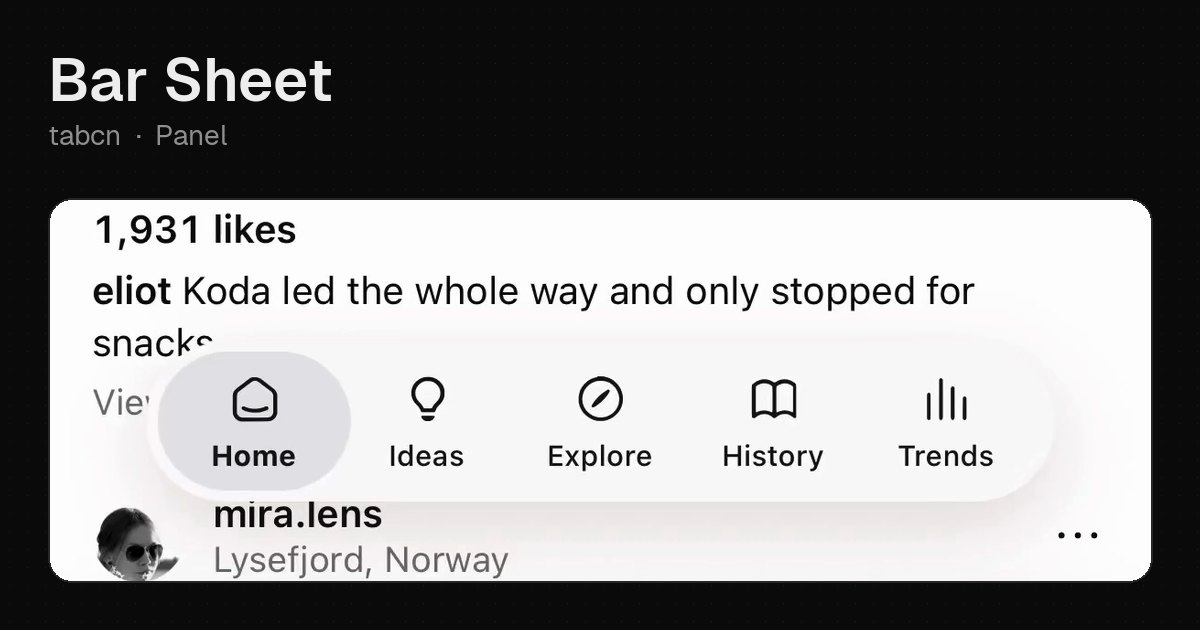 Bar Sheet
tabcn · Panel
1,931 likes
eliot Koda led the whole way and only stopped for
snacks
Home Ideas Explore History Trends
mira.lens
Lysefjord, Norway